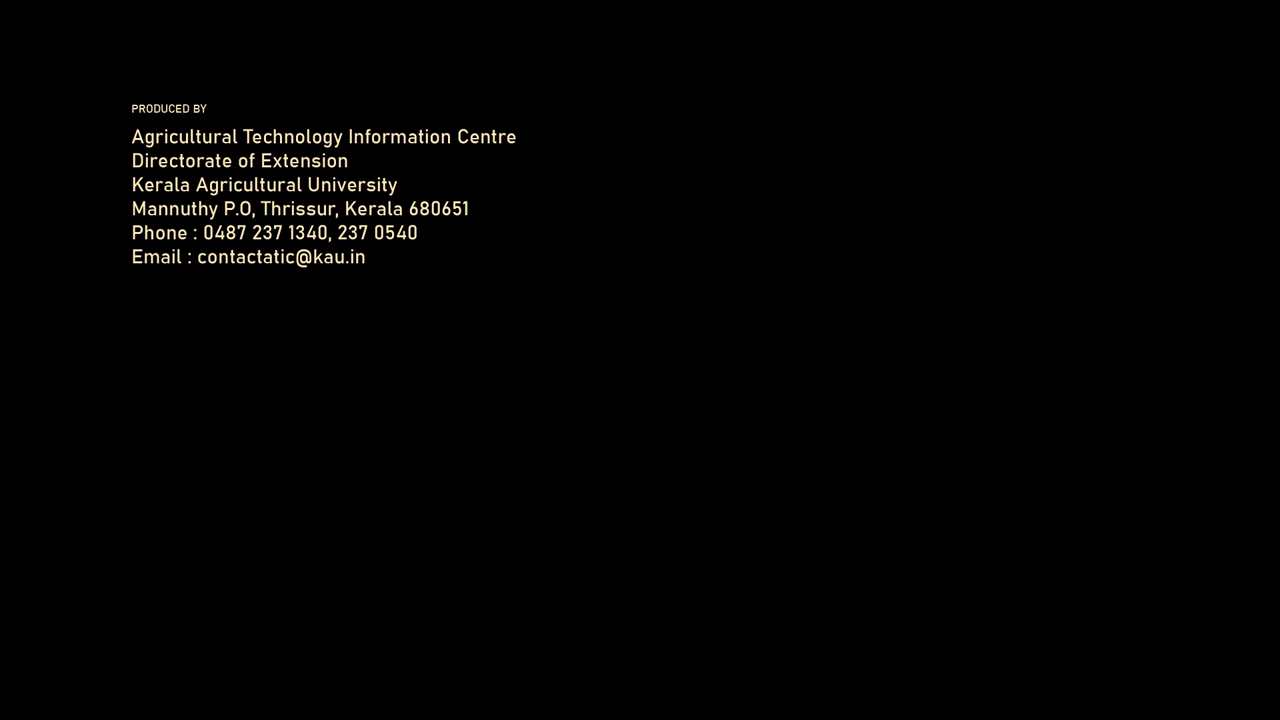 PRODUCED BY
Agricultural Technology Information Centre
Directorate of Extension
Kerala Agricultural University
Mannuthy P.O, Thrissur, Kerala 680651
Phone : 0487 237 1340, 237 0540
Email : contactatic@kau.in